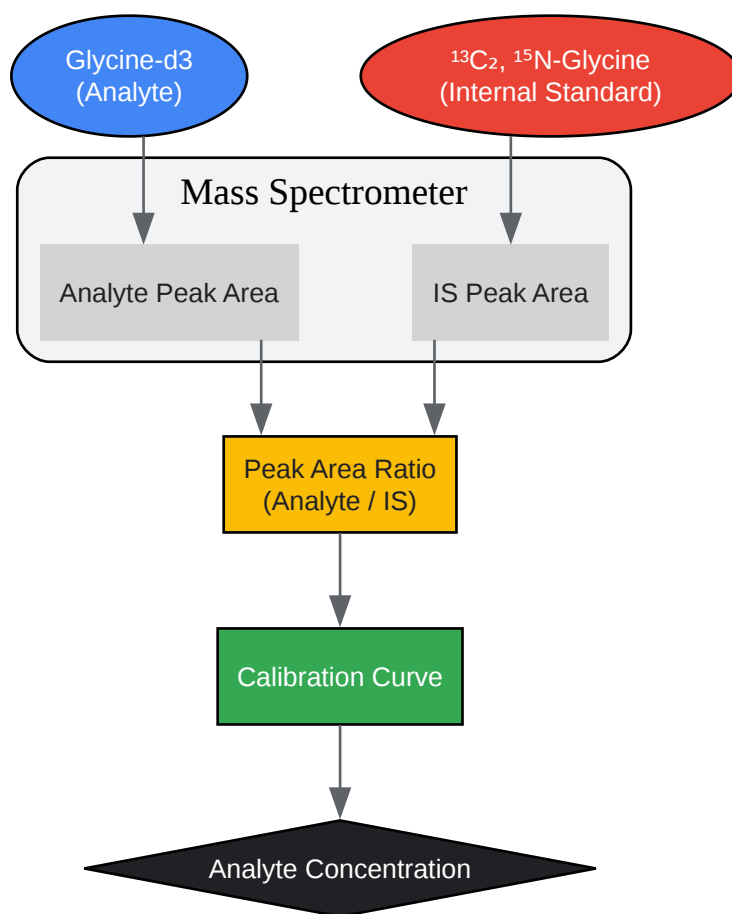 Glycine-d3
(Analyte)
¹³C₂, ¹⁵N-Glycine
(Internal Standard)
Mass Spectrometer
Analyte Peak Area
IS Peak Area
Peak Area Ratio
(Analyte / IS)
Calibration Curve
Analyte Concentration